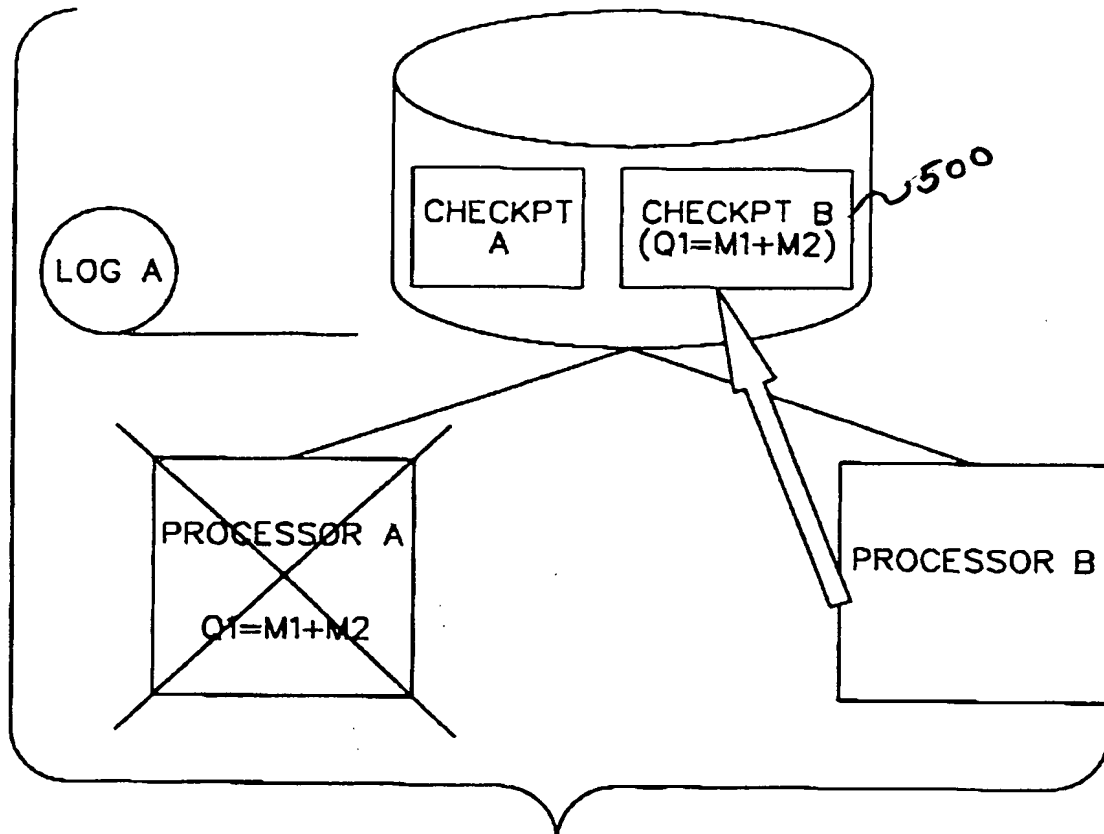 CHECKPT
A
CHECKPT B
(Q1=M1+M2)
500
LOG A
PROCESSOR A
Q1=M1+M2
PROCESSOR B